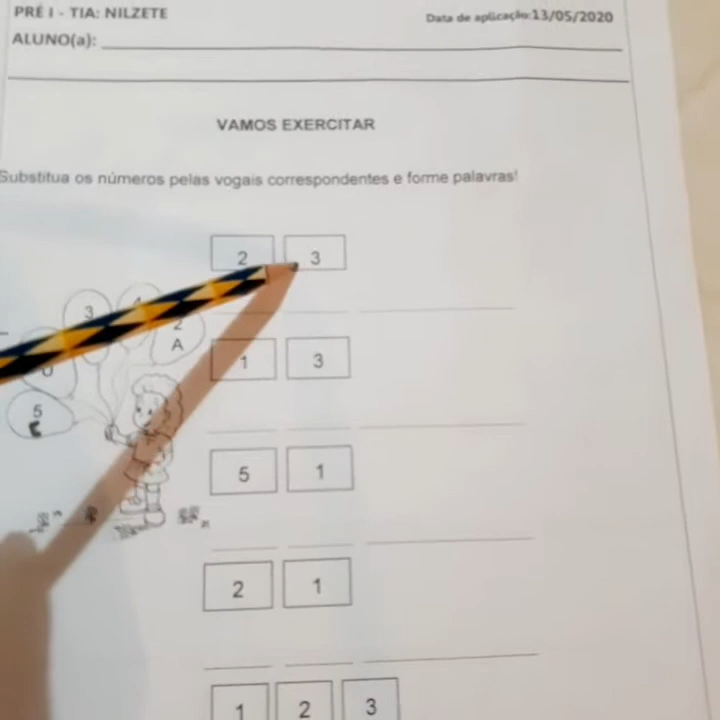 PRÉ I - TIA: NILZETE
Data de aplicação:13/05/2020
ALUNO(a):
VAMOS EXERCITAR
Substitua os números pelas vogais correspondentes e forme palavras!
2 3
3
2
A
1 3
U
5
E
5 1
2 1
1 2 3